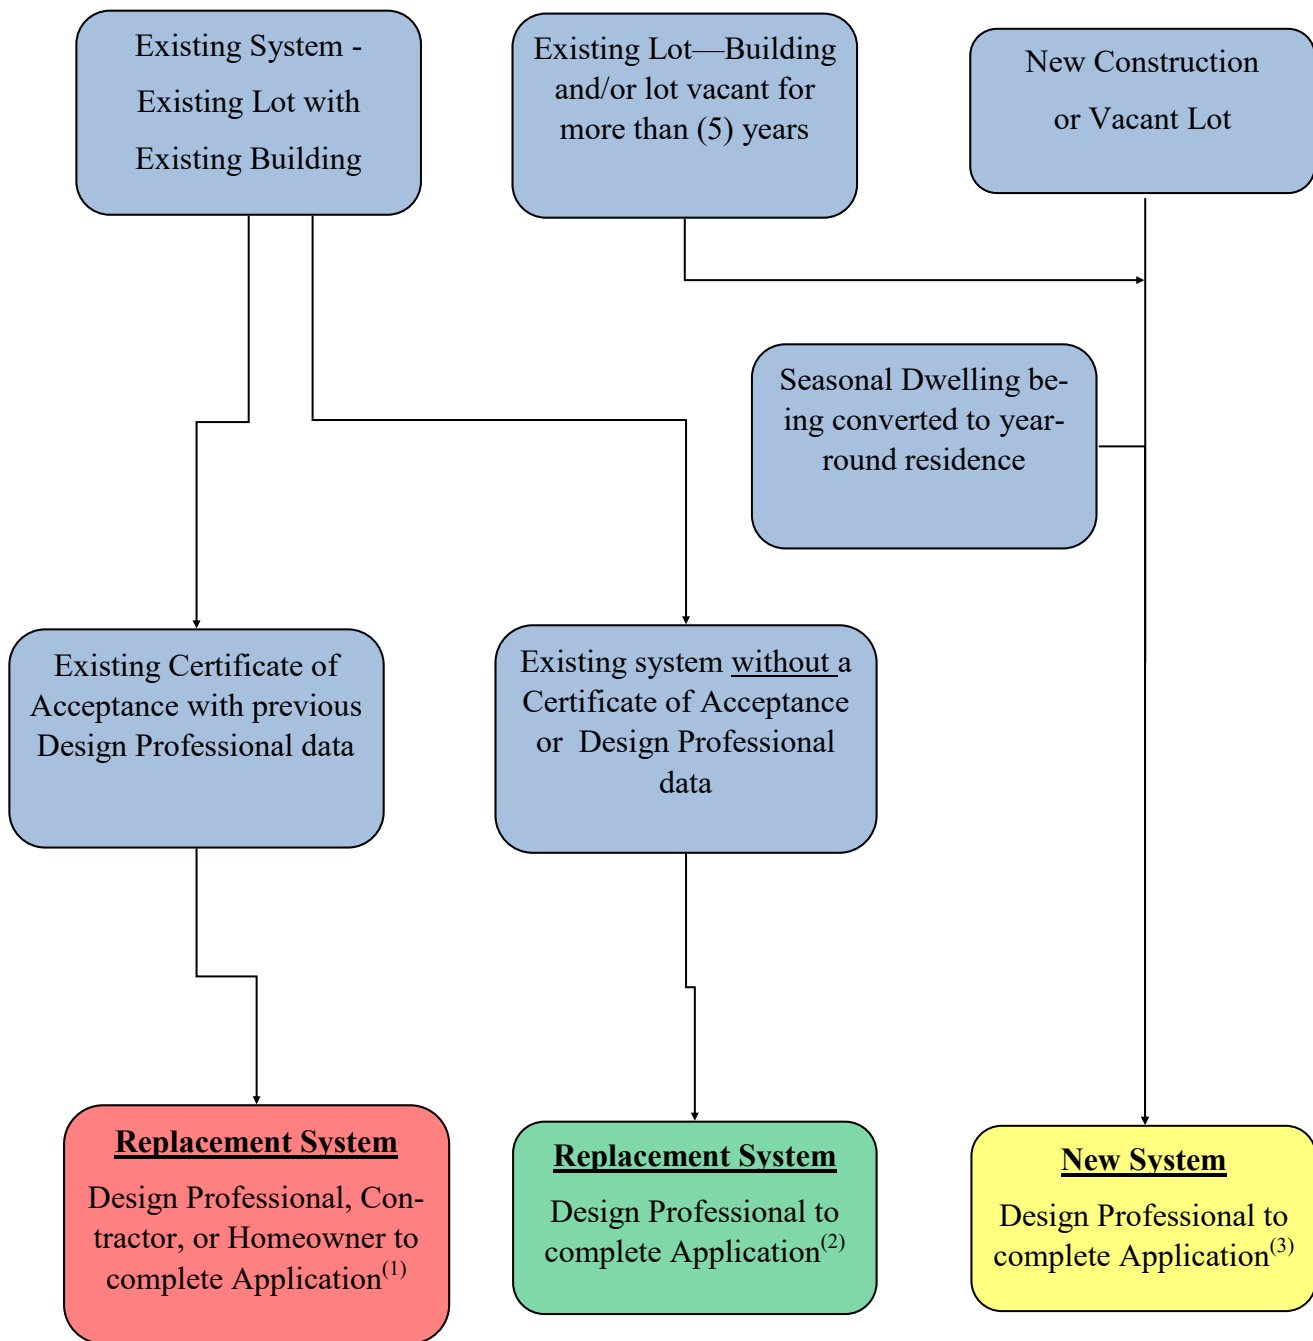 Existing System -
Existing Lot with
Existing Building
Existing Lot—Building
and/or lot vacant for
more than (5) years
New Construction
or Vacant Lot
Seasonal Dwelling be-
ing converted to year-
round residence
Existing Certificate of
Acceptance with previous
Design Professional data
Existing system without a
Certificate of Acceptance
or Design Professional
data
Replacement System
Design Professional, Con-
tractor, or Homeowner to
complete Application(1)
Replacement System
Design Professional to
complete Application(2)
New System
Design Professional to
complete Application(3)